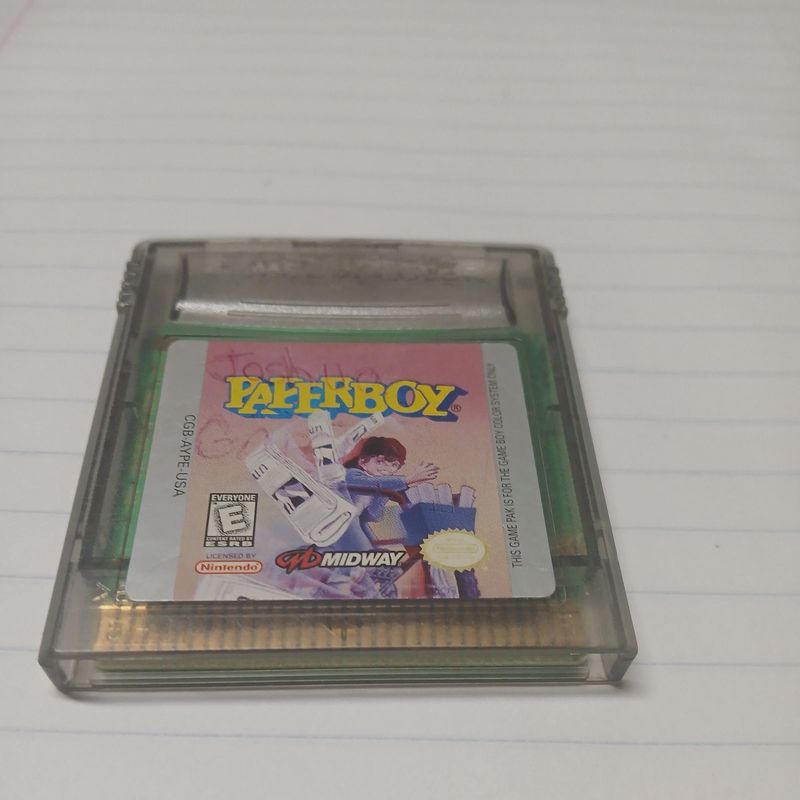 PAPERBOY®
CGB-AYPE-USA
THIS GAME PAK IS FOR THE GAME BOY COLOR SYSTEM ONLY
EVERYONE
E
CONTENT RATED BY
ESRB
LICENSED BY
Nintendo
MIDWAY